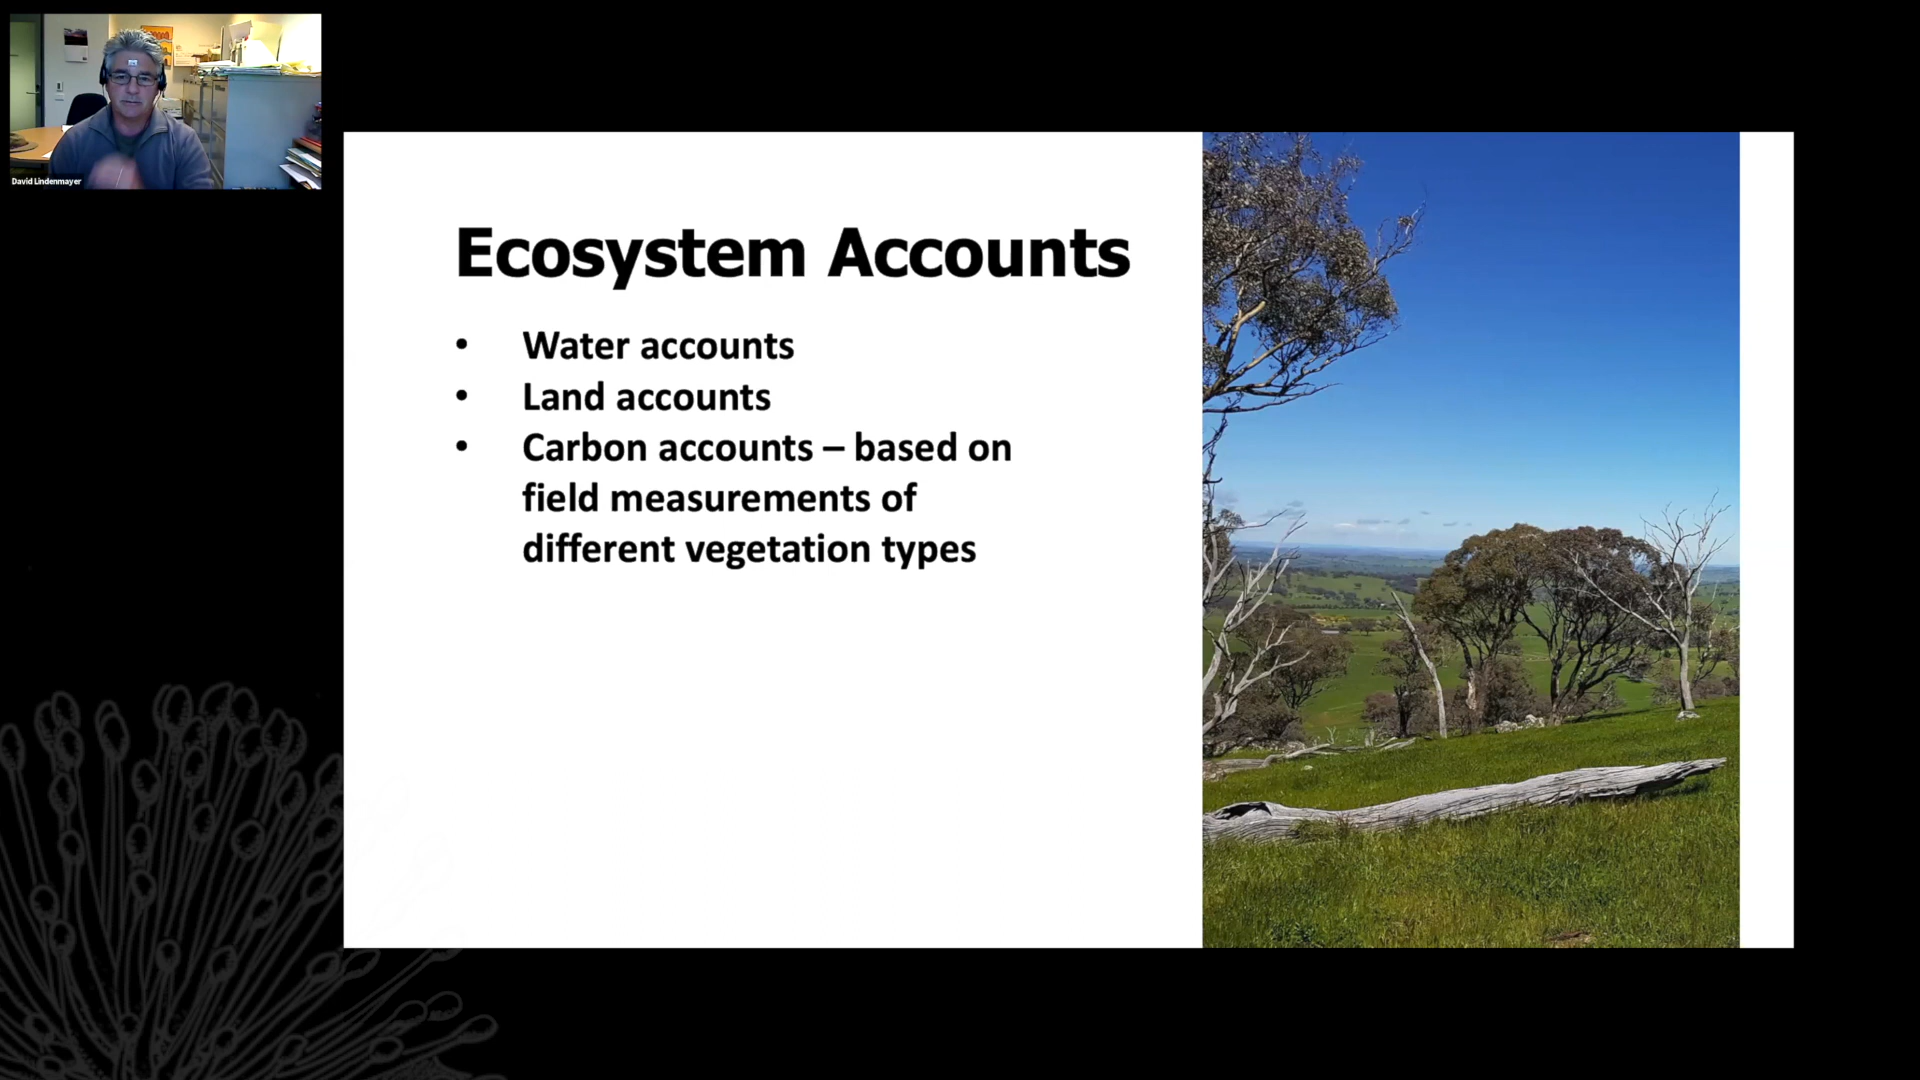 David Lindenmayer
Ecosystem Accounts
• Water accounts
• Land accounts
• Carbon accounts – based on
field measurements of
different vegetation types